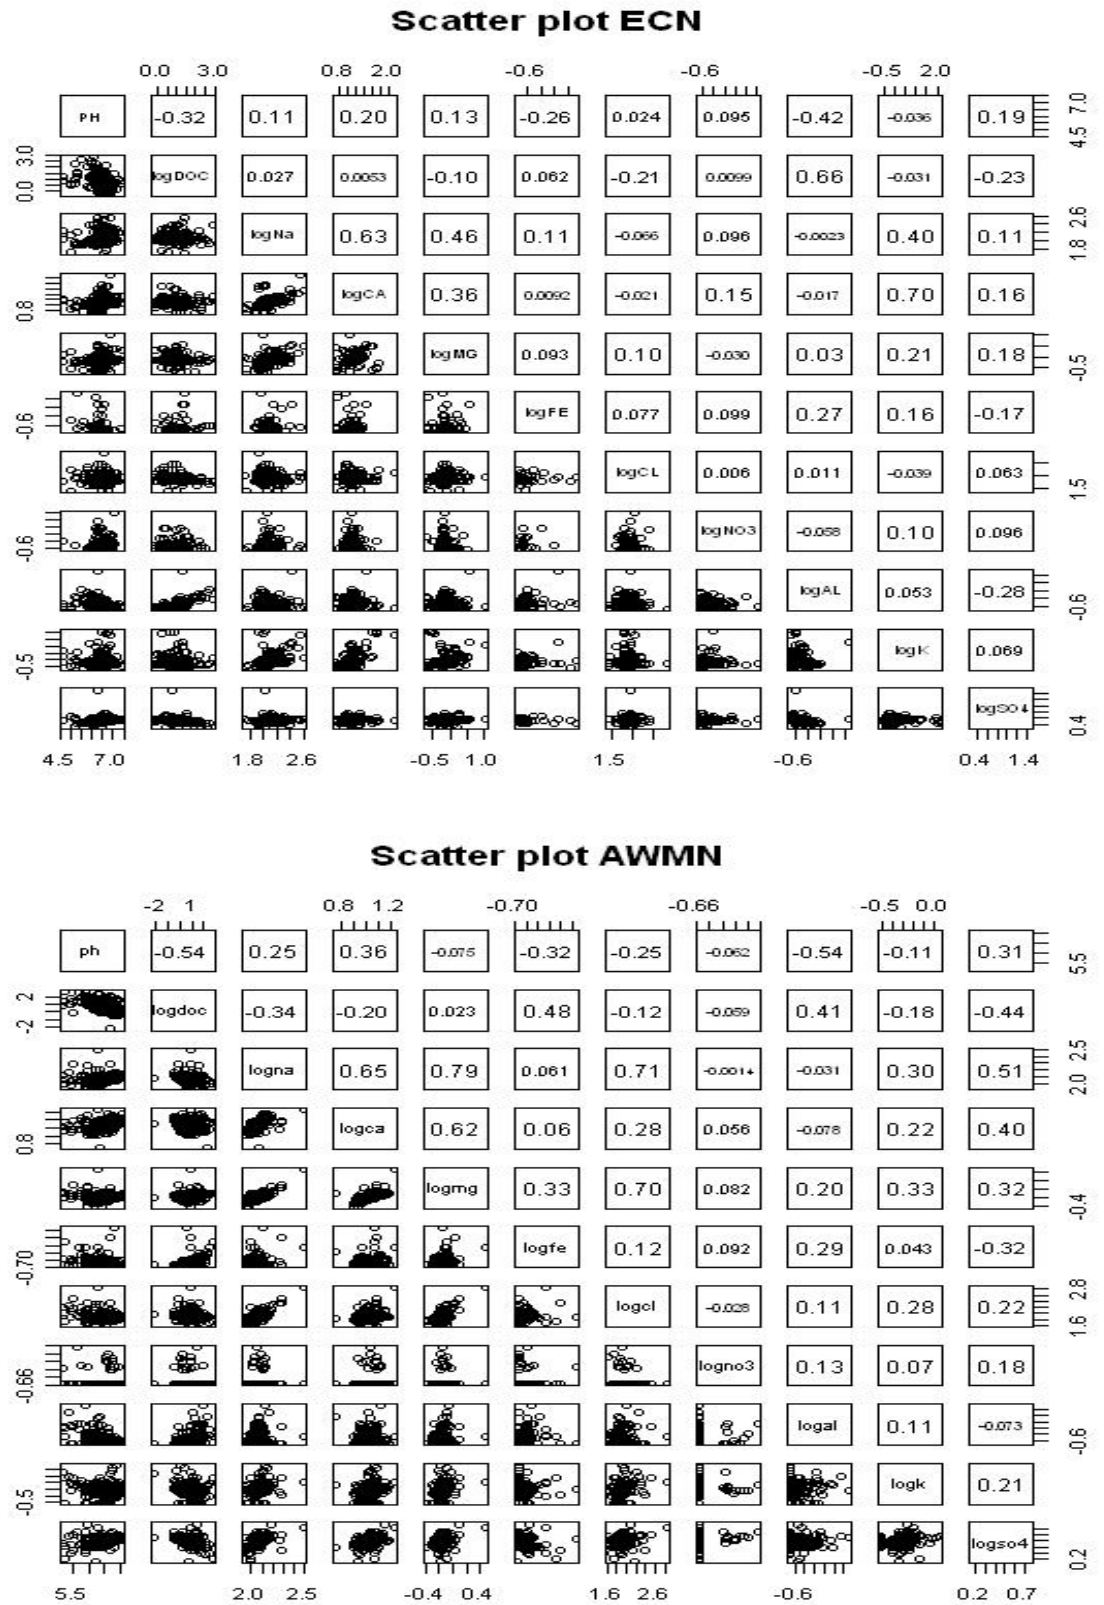 Scatter plot ECN
0.0 3.0 0.8 2.0 -0.6 -0.6 -0.5 2.0
PH -0.32 0.11 0.20 0.13 -0.26 0.024 0.095 -0.42 -0.036 0.19 4.5 7.0
0.0 3.0 logDOC 0.027 0.0053 -0.10 0.062 -0.21 0.0099 0.66 -0.031 -0.23
logNa 0.63 0.46 0.11 -0.066 0.096 -0.0023 0.40 0.11 1.8 2.6
0.8 logCA 0.36 0.0092 -0.021 0.15 -0.017 0.70 0.16
logMG 0.093 0.10 -0.030 0.03 0.21 0.18 -0.5
-0.6 logFE 0.077 0.099 0.27 0.16 -0.17
logCL 0.006 0.011 -0.039 0.063 1.5
-0.6 logNO3 -0.058 0.10 0.096
logAL 0.053 -0.28 -0.6
-0.5 logK 0.069
logSO4 0.4
4.5 7.0 1.8 2.6 -0.5 1.0 1.5 -0.6 0.4 1.4
Scatter plot AWMN
-2 1 0.8 1.2 -0.70 -0.66 -0.5 0.0
ph -0.54 0.25 0.36 -0.075 -0.32 -0.25 -0.062 -0.54 -0.11 0.31 5.5
-2 2 logdoc -0.34 -0.20 0.023 0.48 -0.12 -0.059 0.41 -0.18 -0.44
logna 0.65 0.79 0.061 0.71 -0.0014 -0.031 0.30 0.51 2.0 2.5
0.8 logca 0.62 0.06 0.28 0.056 -0.078 0.22 0.40
logmg 0.33 0.70 0.082 0.20 0.33 0.32 -0.4
-0.70 logfe 0.12 0.092 0.29 0.043 -0.32
logcl -0.028 0.11 0.28 0.22 1.6 2.8
-0.66 logno3 0.13 0.07 0.18
logal 0.11 -0.073 -0.6
-0.5 logk 0.21
logso4 0.2
5.5 2.0 2.5 -0.4 0.4 1.6 2.6 -0.6 0.2 0.7